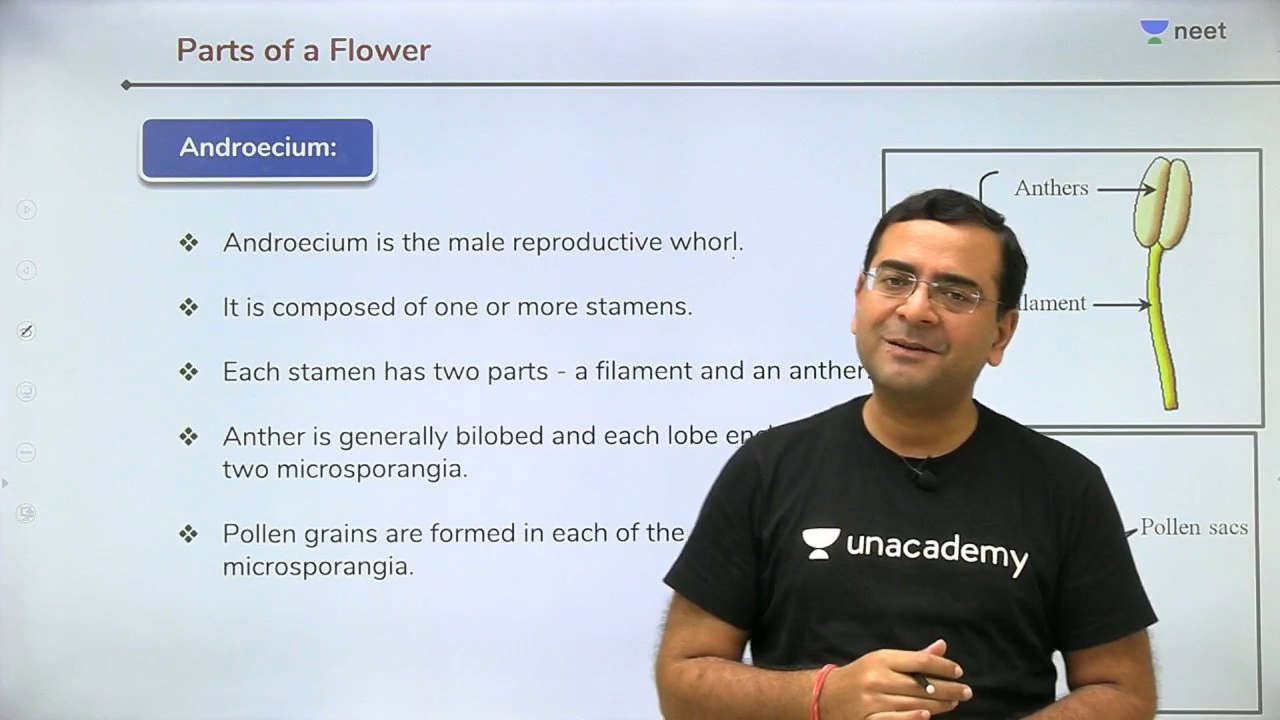 Parts of a Flower
neet
Androecium:
Anthers
Androecium is the male reproductive whorl.
It is composed of one or more stamens.
Each stamen has two parts - a filament and an anther.
Anther is generally bilobed and each lobe
two microsporangia.
Pollen grains are formed in each of the
microsporangia.
Pollen sacs
unacademy